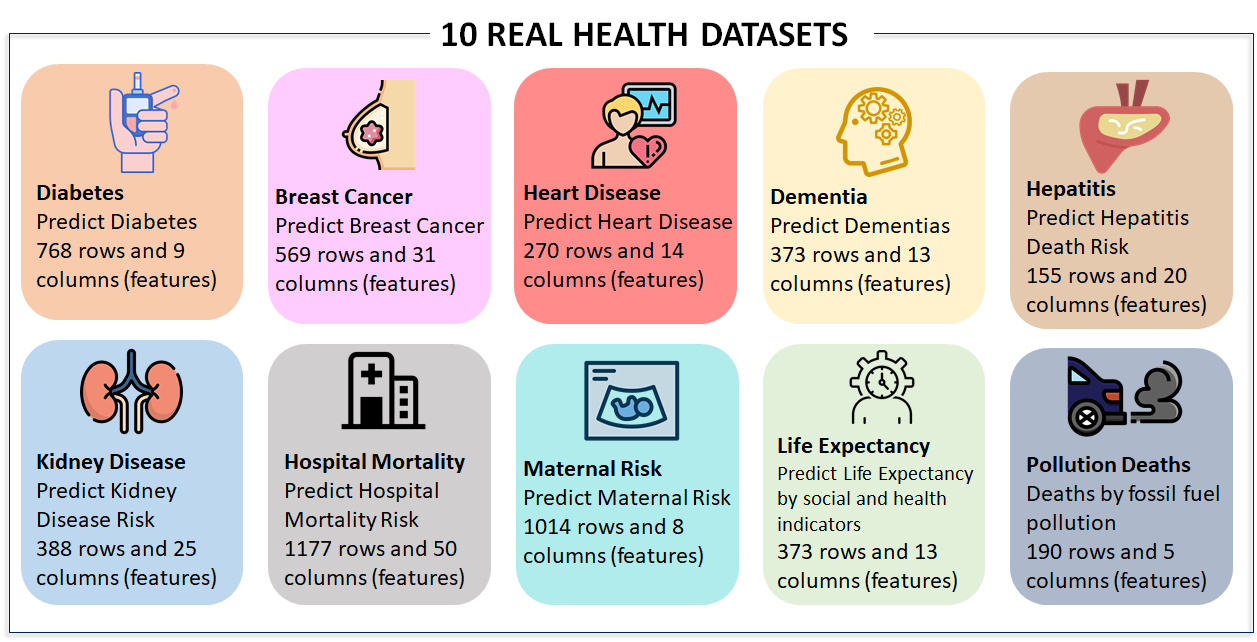 10 REAL HEALTH DATASETS
Diabetes
Predict Diabetes
768 rows and 9
columns (features)
Breast Cancer
Predict Breast Cancer
569 rows and 31
columns (features)
Heart Disease
Predict Heart Disease
270 rows and 14
columns (features)
Dementia
Predict Dementias
373 rows and 13
columns (features)
Hepatitis
Predict Hepatitis
Death Risk
155 rows and 20
columns (features)
Kidney Disease
Predict Kidney
Disease Risk
388 rows and 25
columns (features)
Hospital Mortality
Predict Hospital
Mortality Risk
1177 rows and 50
columns (features)
Maternal Risk
Predict Maternal Risk
1014 rows and 8
columns (features)
Life Expectancy
Predict Life Expectancy
by social and health
indicators
373 rows and 13
columns (features)
Pollution Deaths
Deaths by fossil fuel
pollution
190 rows and 5
columns (features)